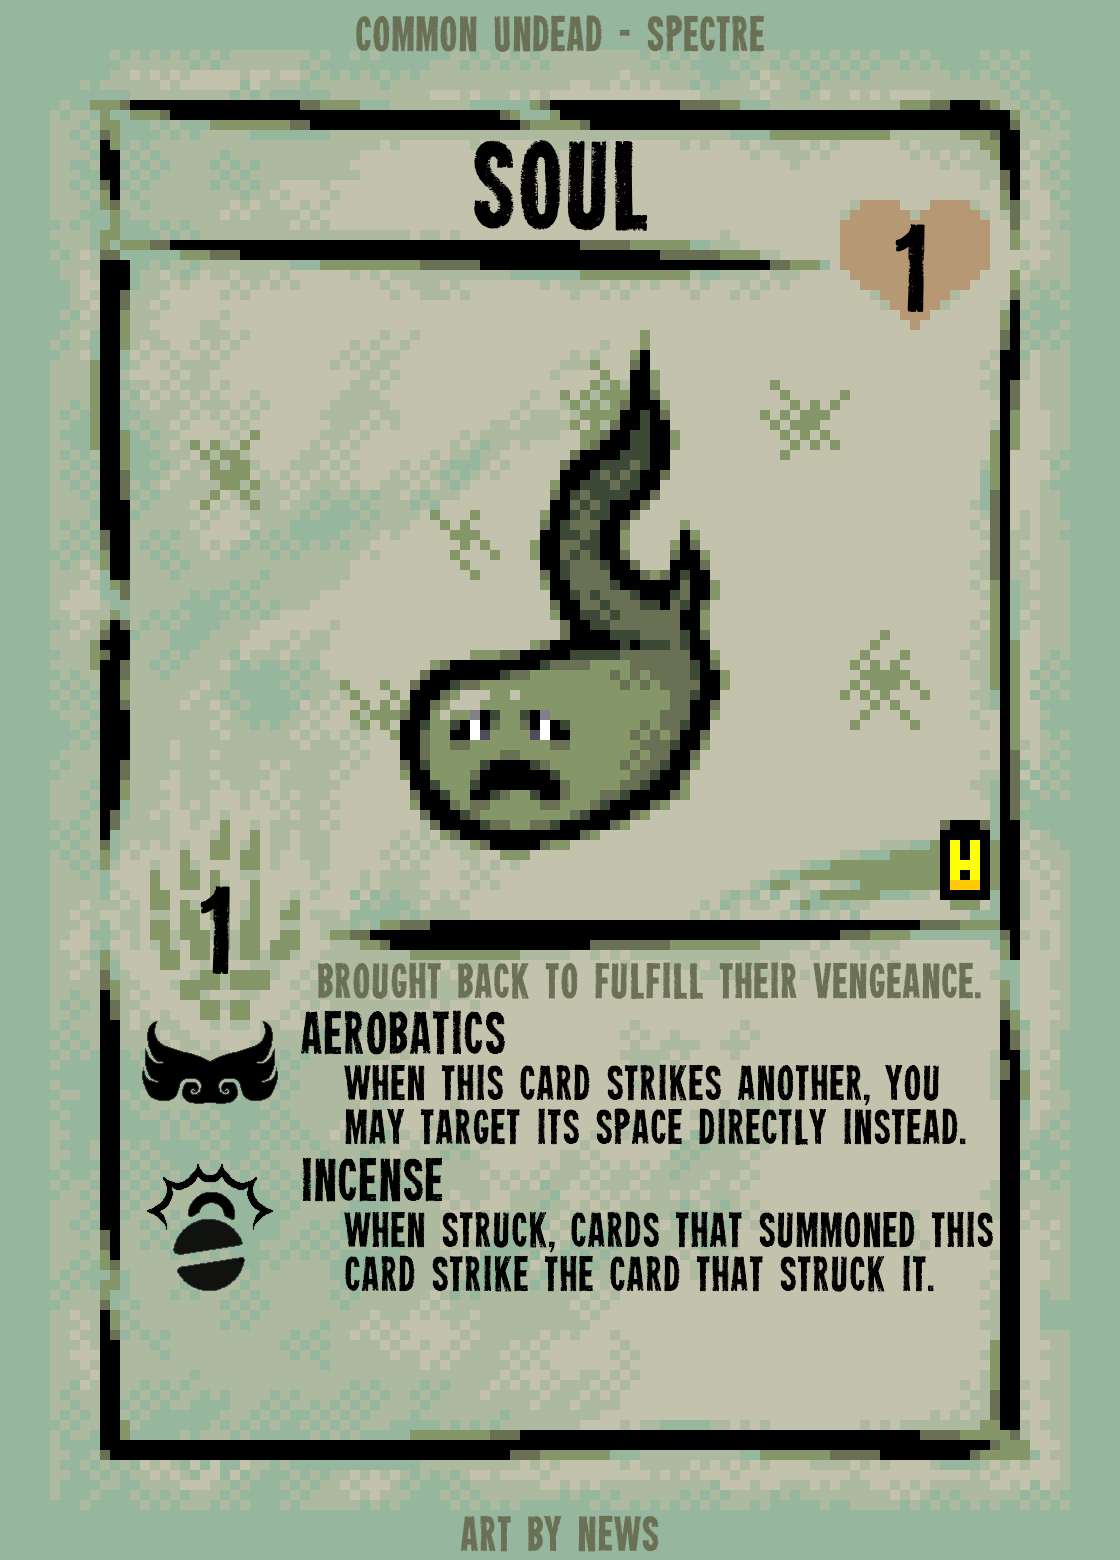 COMMON UNDEAD - SPECTRE
SOUL
1
1
BROUGHT BACK TO FULFILL THEIR VENGEANCE.
AEROBATICS
WHEN THIS CARD STRIKES ANOTHER, YOU
MAY TARGET ITS SPACE DIRECTLY INSTEAD.
INCENSE
WHEN STRUCK, CARDS THAT SUMMONED THIS
CARD STRIKE THE CARD THAT STRUCK IT.
ART BY NEWS